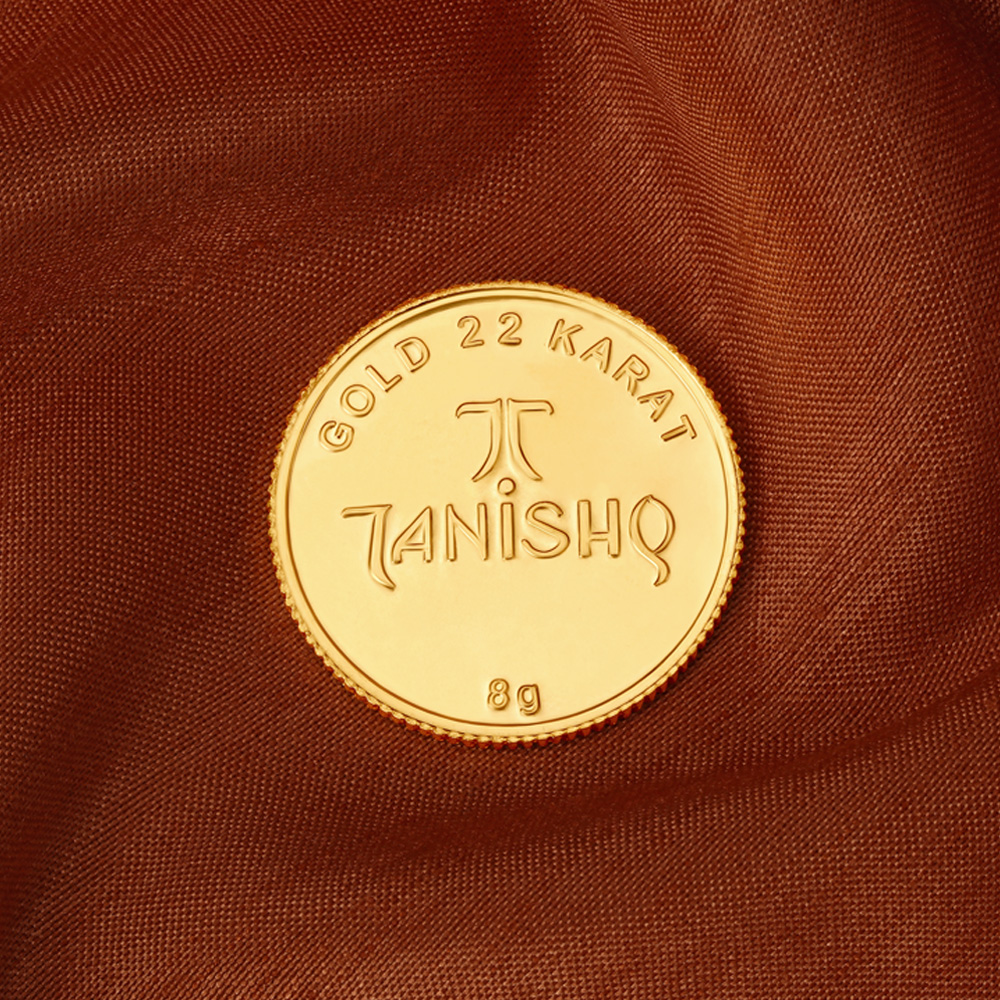 GOLD 22 KARAT
TANiSHQ
8g